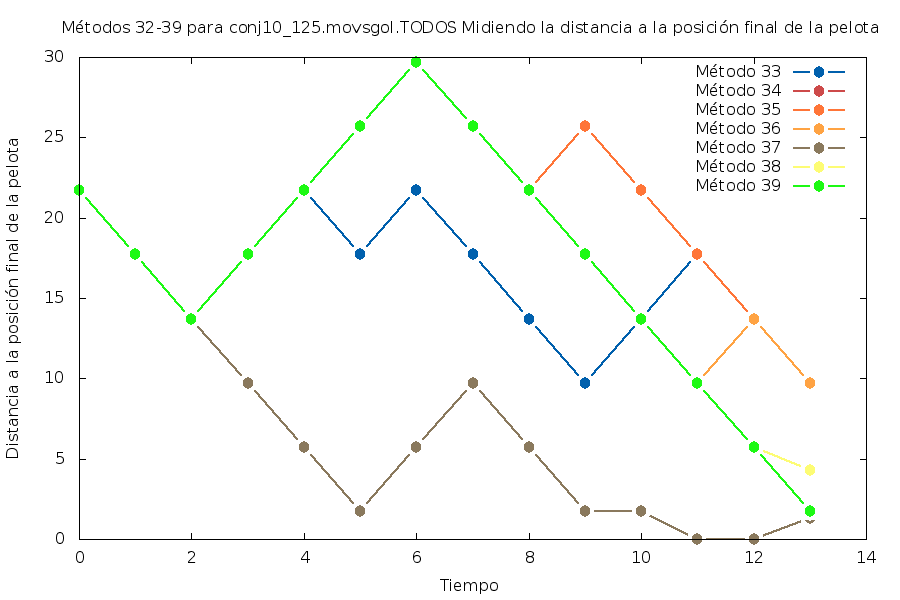 Métodos 32-39 para conj10_125.movsgol.TODOS Midiendo la distancia a la posición final de la pelota
30
25
20
15
10
5
0
Distancia a la posición final de la pelota
Método 33
Método 34
Método 35
Método 36
Método 37
Método 38
Método 39
0 2 4 6 8 10 12 14
Tiempo